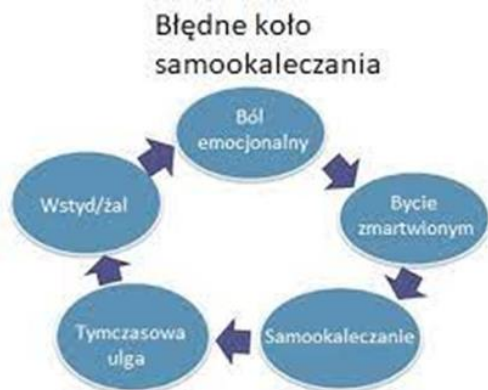 Błędne koło
samookaleczania
Ból
emocjonalny
Bycie
zmartwionym
Samookaleczanie
Tymczasowa
ulga
Wstyd/żal